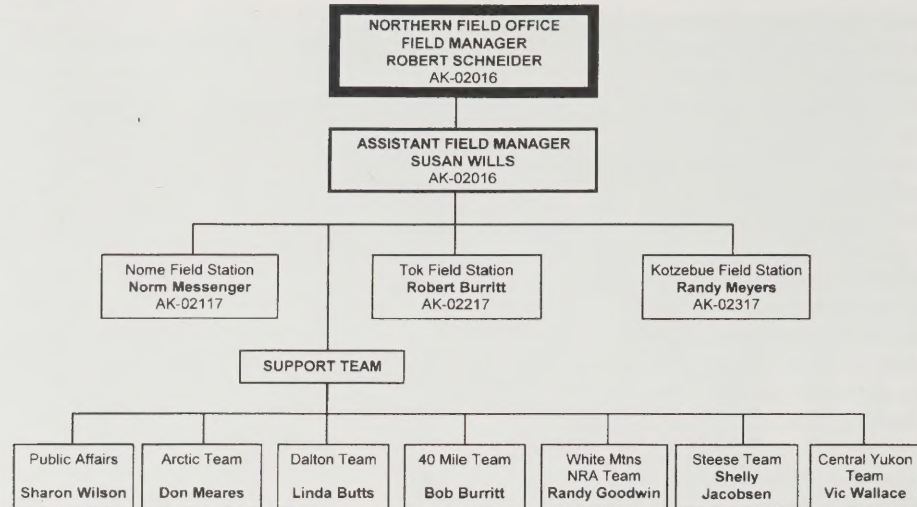 NORTHERN FIELD OFFICE
FIELD MANAGER
ROBERT SCHNEIDER
AK-02016
ASSISTANT FIELD MANAGER
SUSAN WILLS
AK-02016
Nome Field Station
Norm Messenger
AK-02117
Tok Field Station
Robert Burritt
AK-02217
Kotzebue Field Station
Randy Meyers
AK-02317
SUPPORT TEAM
Public Affairs
Sharon Wilson
Arctic Team
Don Meares
Dalton Team
Linda Butts
40 Mile Team
Bob Burritt
White Mtns
NRA Team
Randy Goodwin
Steese Team
Shelly
Jacobsen
Central Yukon
Team
Vic Wallace